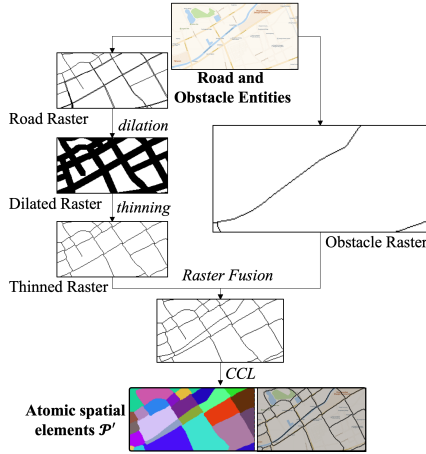 Road and
Obstacle Entities
Road Raster
dilation
Dilated Raster
thinning
Thinned Raster
Obstacle Raster
Raster Fusion
CCL
Atomic spatial
elements 𝒫′